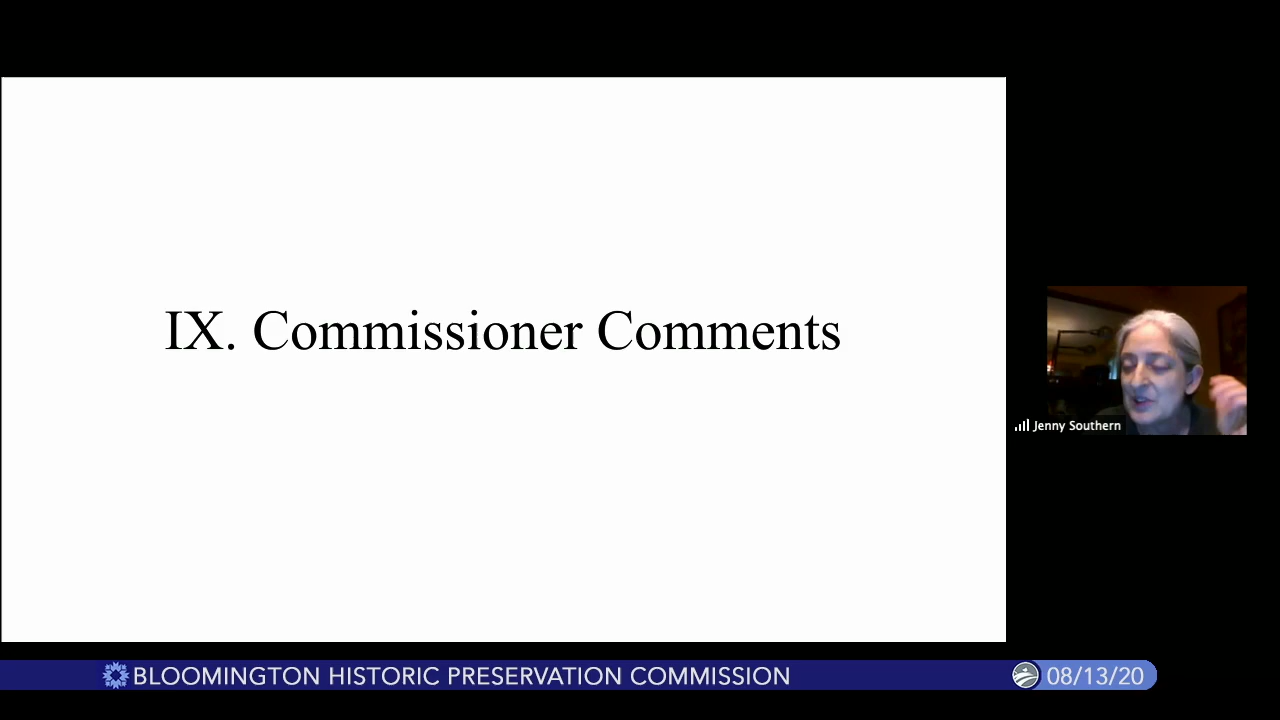 IX. Commissioner Comments
Jenny Southern
BLOOMINGTON HISTORIC PRESERVATION COMMISSION
08/13/20